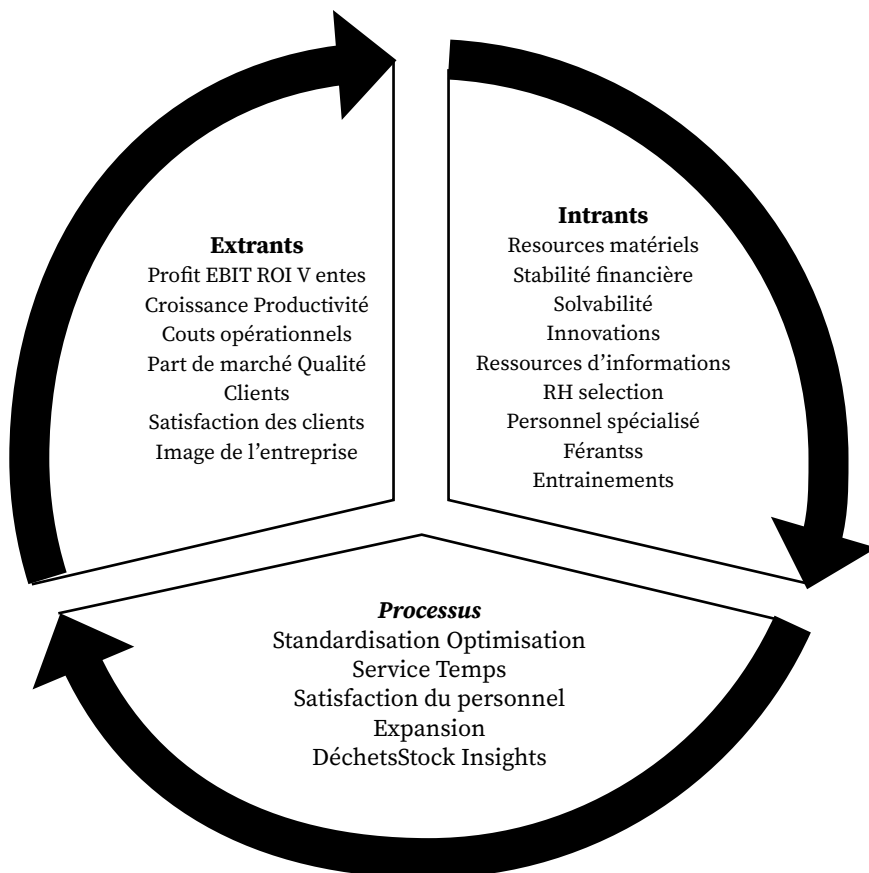 Extrants
Profit EBIT ROI V entes
Croissance Productivité
Couts opérationnels
Part de marché Qualité
Clients
Satisfaction des clients
Image de l’entreprise
Intrants
Resources matériels
Stabilité financière
Solvabilité
Innovations
Ressources d’informations
RH selection
Personnel spécialisé
Férantss
Entrainements
Processus
Standardisation Optimisation
Service Temps
Satisfaction du personnel
Expansion
DéchetsStock Insights